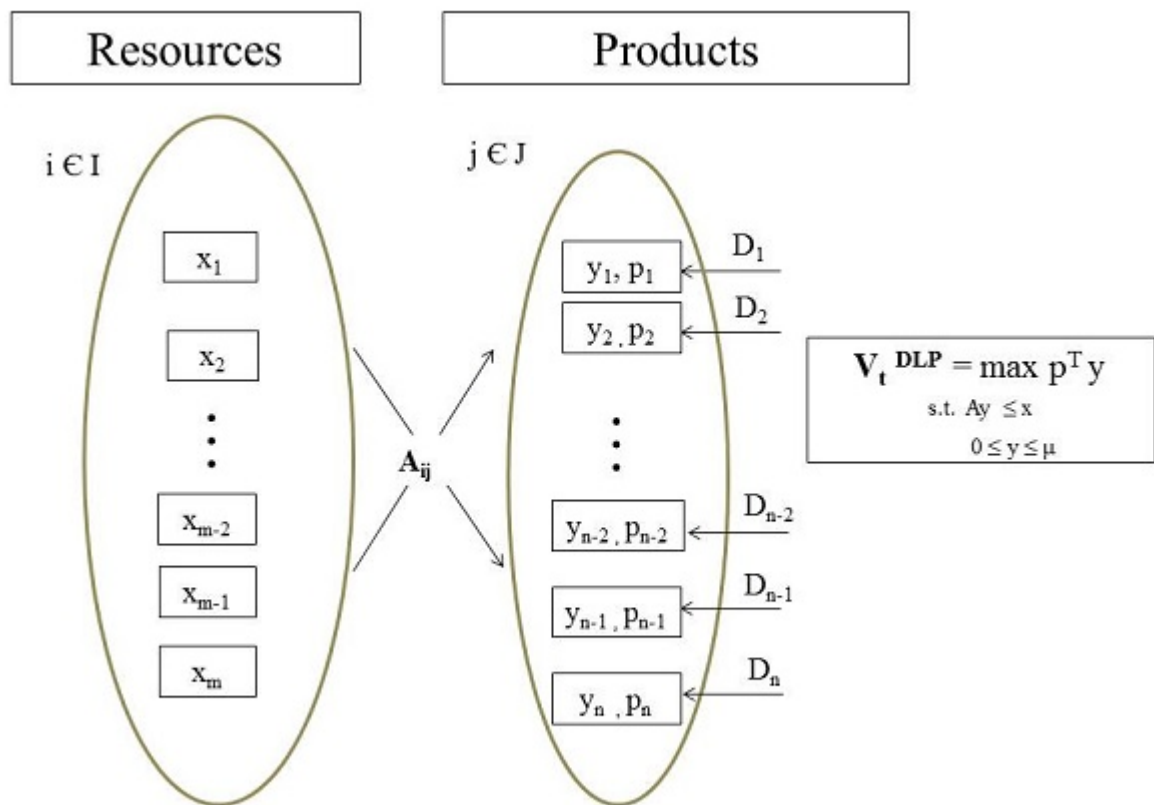 Resources
Products
i Є I
j Є J
x₁
x₂
⋮
xₘ₋₂
xₘ₋₁
xₘ
A_ij
y₁, p₁
D₁
y₂ , p₂
D₂
⋮
yₙ₋₂ , pₙ₋₂
Dₙ₋₂
yₙ₋₁ , pₙ₋₁
Dₙ₋₁
yₙ , pₙ
Dₙ
Vₜ ᴰᴸᴾ = max pᵀ y
s.t. Ay ≤ x
0 ≤ y ≤ μ